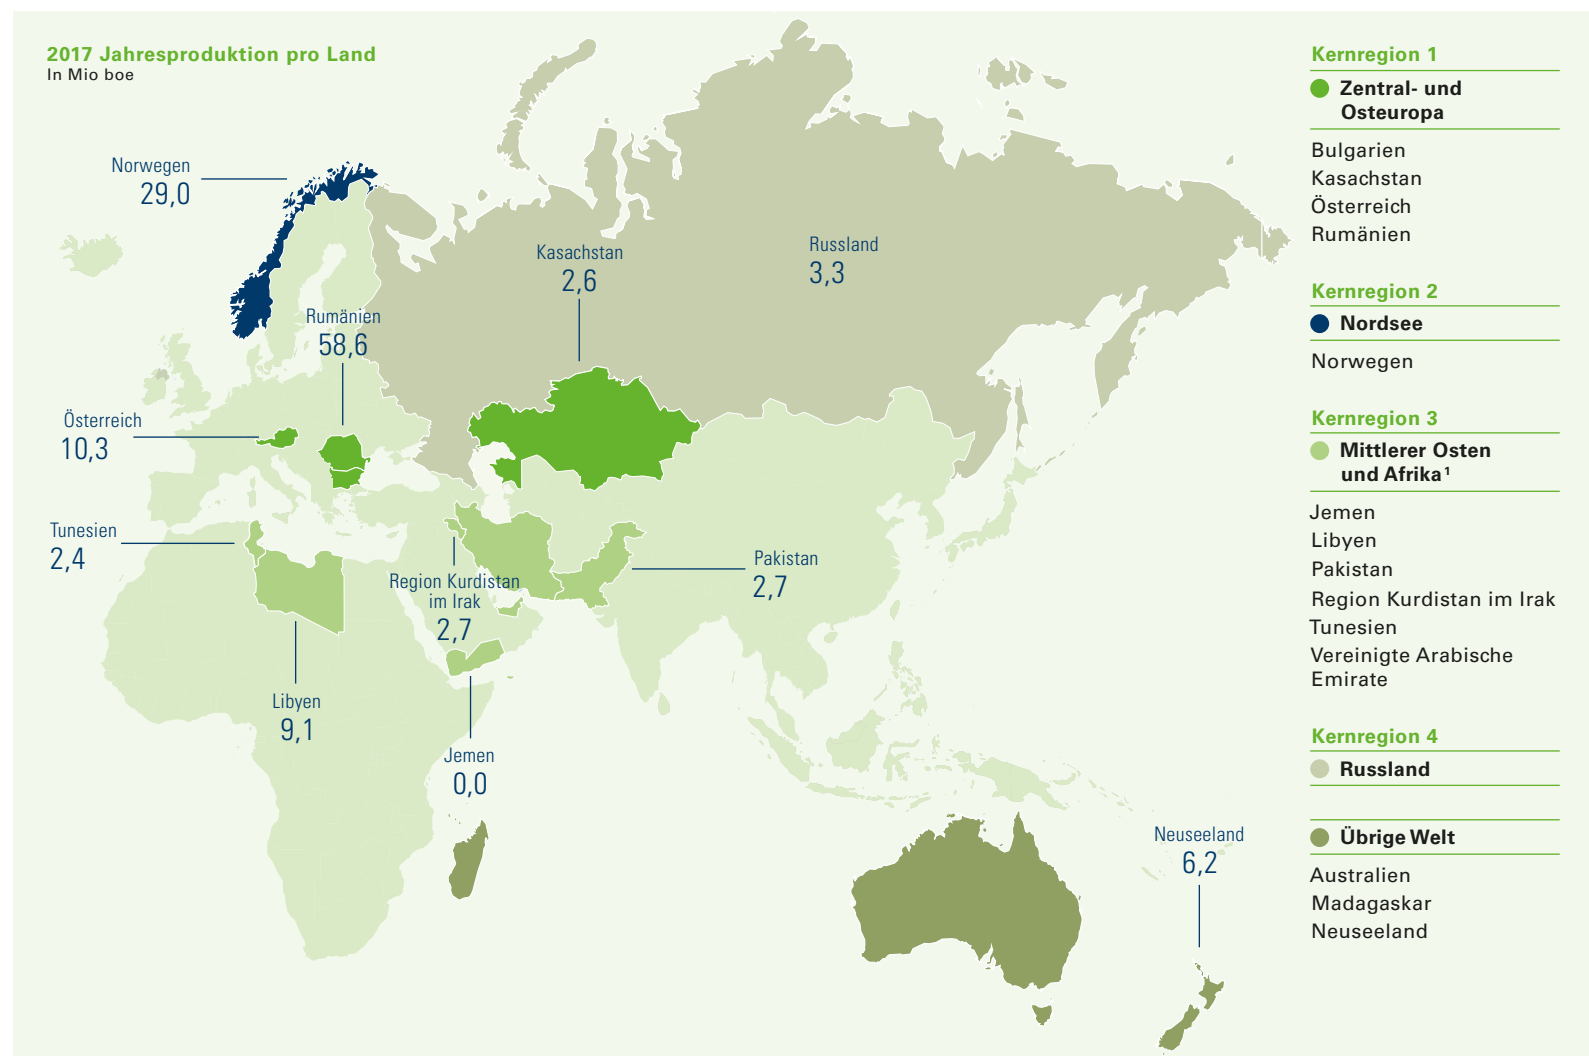 2017 Jahresproduktion pro Land
In Mio boe
Norwegen
29,0
Kasachstan
2,6
Russland
3,3
Rumänien
58,6
Österreich
10,3
Tunesien
2,4
Region Kurdistan
im Irak
2,7
Pakistan
2,7
Libyen
9,1
Jemen
0,0
Neuseeland
6,2
Kernregion 1
Zentral- und
Osteuropa
Bulgarien
Kasachstan
Österreich
Rumänien
Kernregion 2
Nordsee
Norwegen
Kernregion 3
Mittlerer Osten
und Afrika¹
Jemen
Libyen
Pakistan
Region Kurdistan im Irak
Tunesien
Vereinigte Arabische
Emirate
Kernregion 4
Russland
Übrige Welt
Australien
Madagaskar
Neuseeland